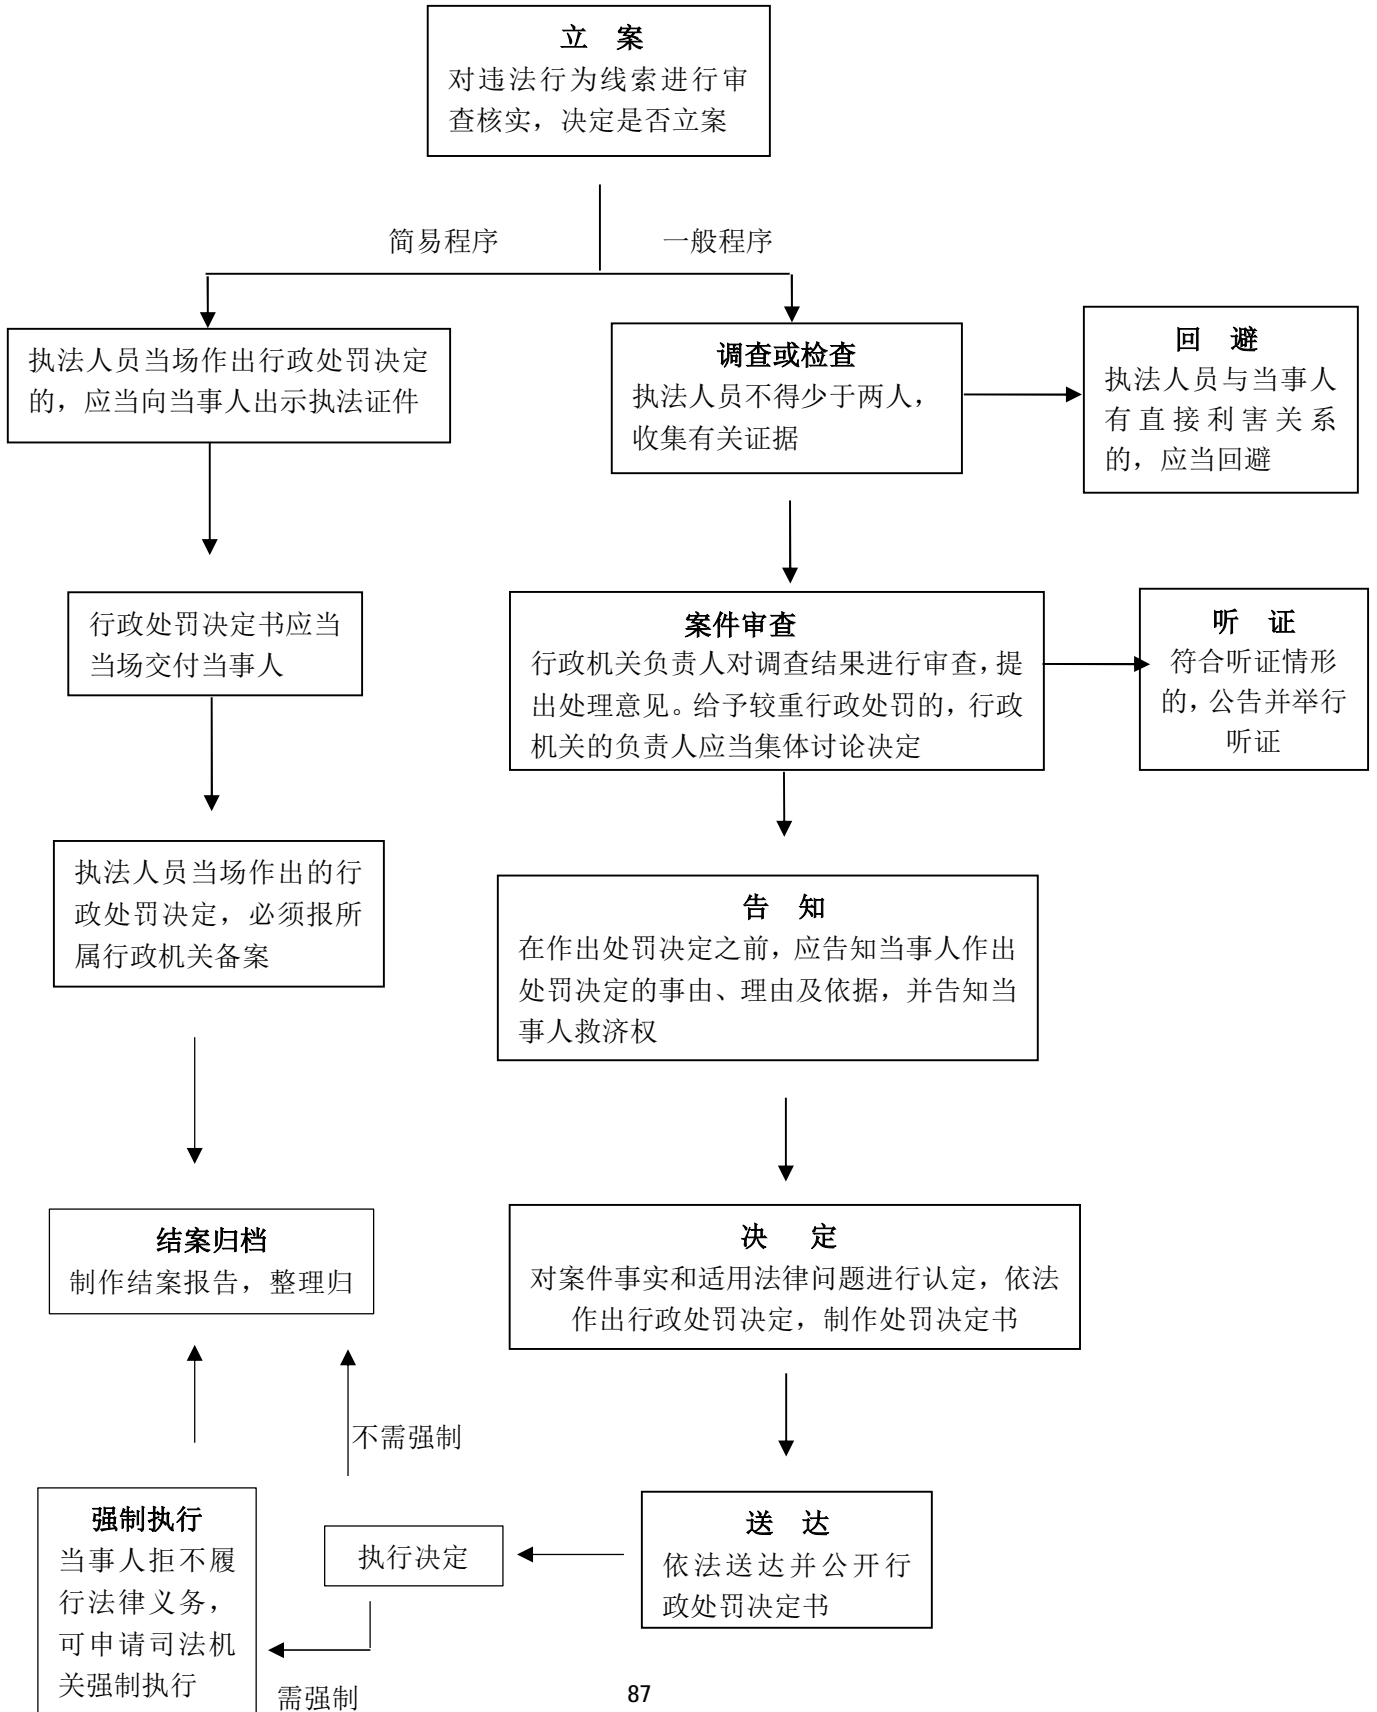 立　案
对违法行为线索进行审
查核实，决定是否立案
简易程序
一般程序
执法人员当场作出行政处罚决定
的，应当向当事人出示执法证件
调查或检查
执法人员不得少于两人，
收集有关证据
回　避
执法人员与当事人
有直接利害关系
的，应当回避
行政处罚决定书应当
当场交付当事人
案件审查
行政机关负责人对调查结果进行审查，提
出处理意见。给予较重行政处罚的，行政
机关的负责人应当集体讨论决定
听　证
符合听证情形
的，公告并举行
听证
执法人员当场作出的行
政处罚决定，必须报所
属行政机关备案
告　知
在作出处罚决定之前，应告知当事人作出
处罚决定的事由、理由及依据，并告知当
事人救济权
结案归档
制作结案报告，整理归
决　定
对案件事实和适用法律问题进行认定，依法
作出行政处罚决定，制作处罚决定书
不需强制
强制执行
当事人拒不履
行法律义务，
可申请司法机
关强制执行
执行决定
送　达
依法送达并公开行
政处罚决定书
需强制
87